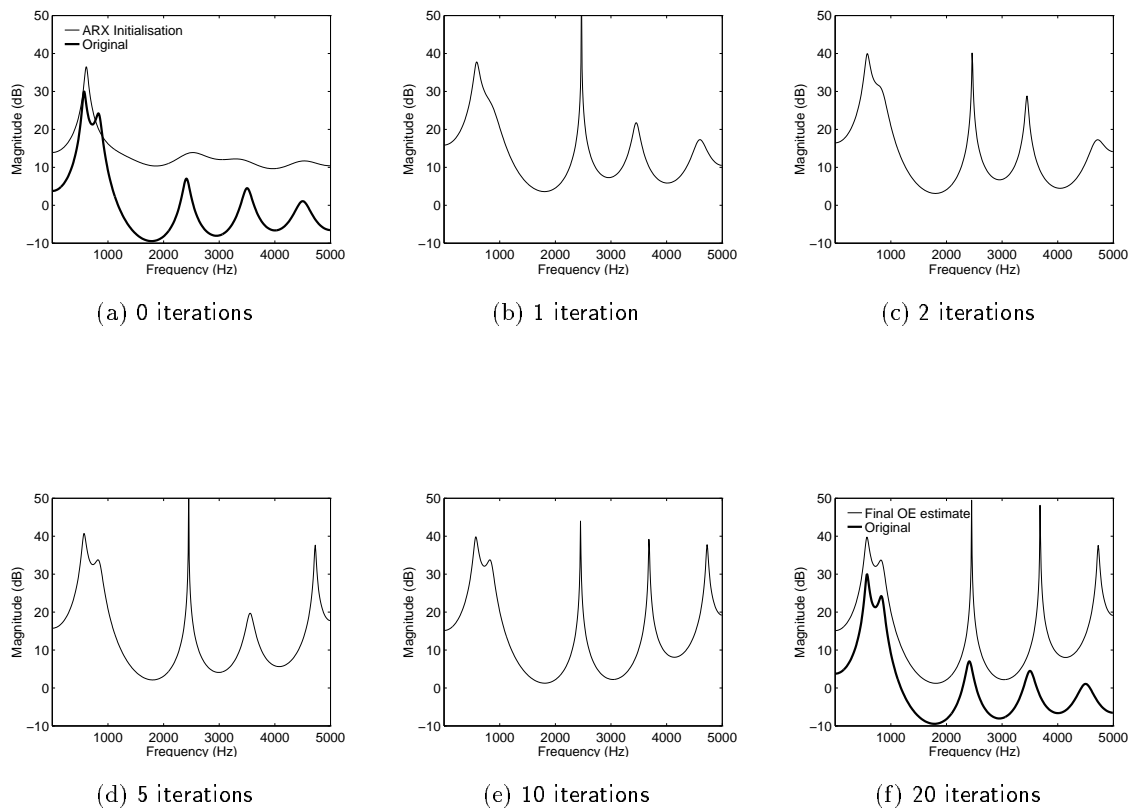 50
40
30
20
10
0
−10
Magnitude (dB)
ARX Initialisation
Original
1000 2000 3000 4000 5000
Frequency (Hz)
(a) 0 iterations
50
40
30
20
10
0
−10
Magnitude (dB)
1000 2000 3000 4000 5000
Frequency (Hz)
(b) 1 iteration
50
40
30
20
10
0
−10
Magnitude (dB)
1000 2000 3000 4000 5000
Frequency (Hz)
(c) 2 iterations
50
40
30
20
10
0
−10
Magnitude (dB)
1000 2000 3000 4000 5000
Frequency (Hz)
(d) 5 iterations
50
40
30
20
10
0
−10
Magnitude (dB)
1000 2000 3000 4000 5000
Frequency (Hz)
(e) 10 iterations
50
40
30
20
10
0
−10
Magnitude (dB)
Final OE estimate
Original
1000 2000 3000 4000 5000
Frequency (Hz)
(f) 20 iterations